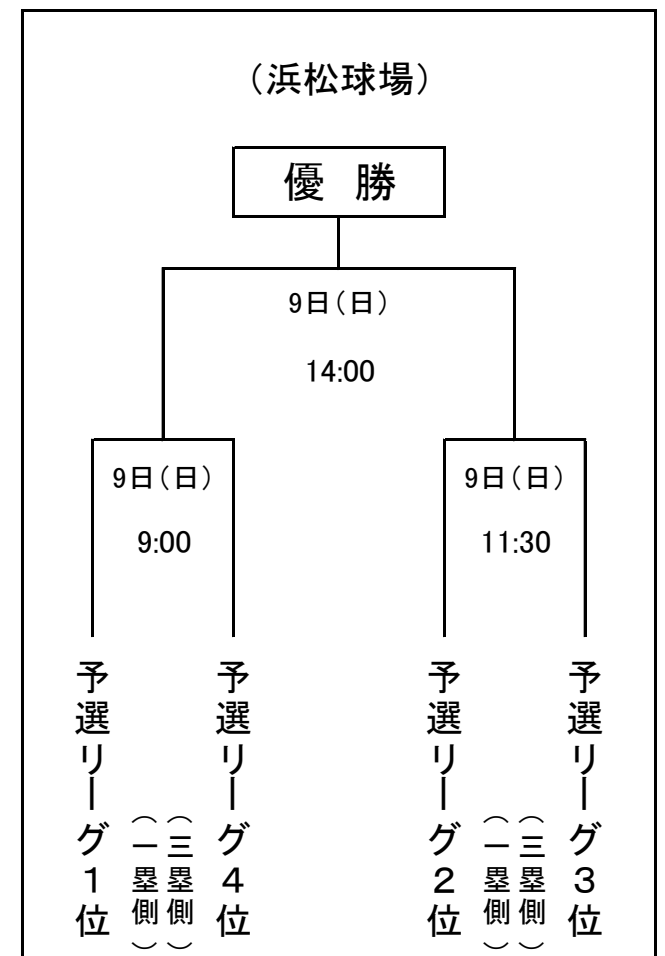 （浜松球場）
優　勝
9日（日）
14:00
9日（日）
9:00
9日（日）
11:30
予選リーグ１位
（一塁側）
（三塁側）
予選リーグ４位
予選リーグ２位
（一塁側）
（三塁側）
予選リーグ３位